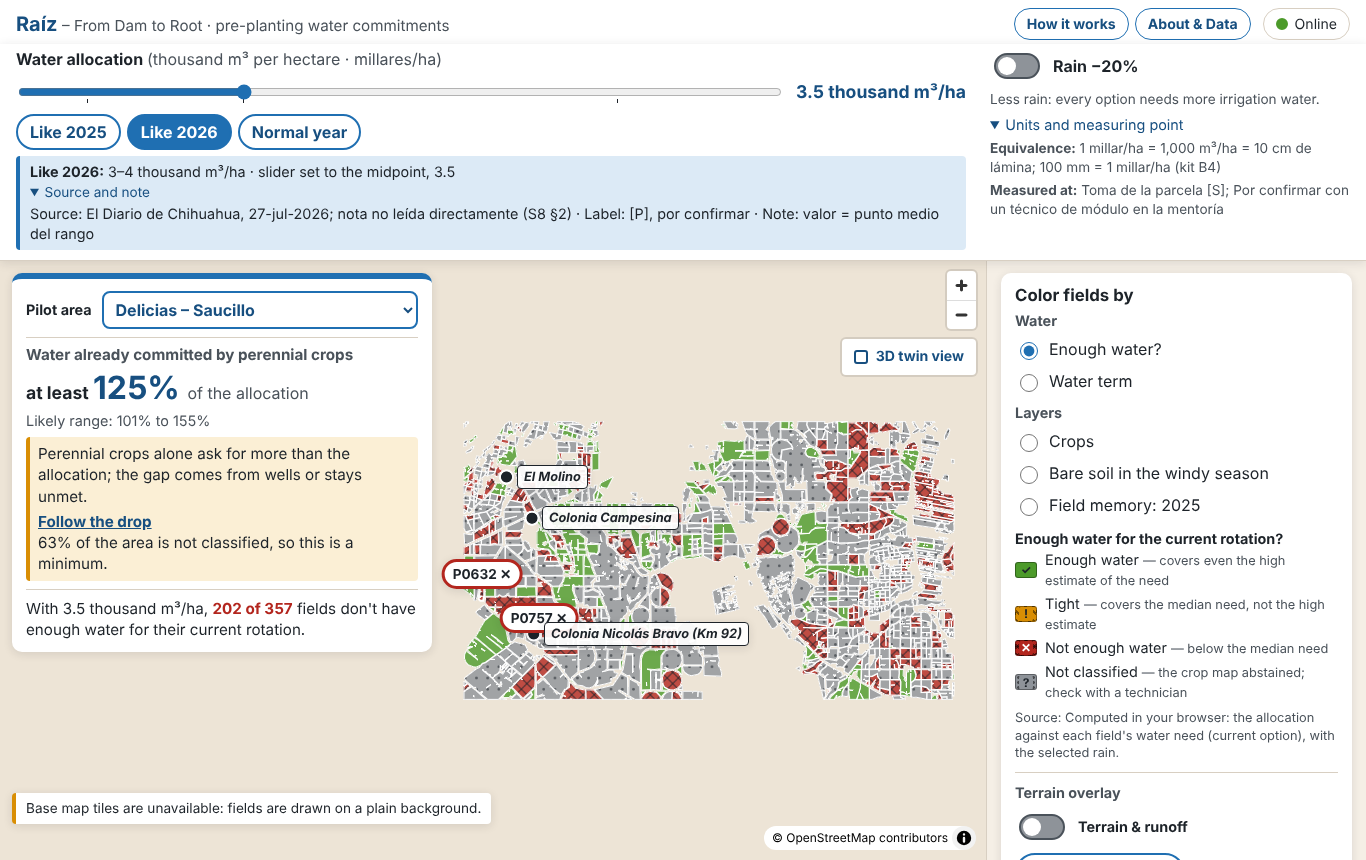 Raíz – From Dam to Root · pre-planting water commitments
How it works
About & Data
Online
Water allocation (thousand m³ per hectare · millares/ha)
3.5 thousand m³/ha
Like 2025
Like 2026
Normal year
Like 2026: 3–4 thousand m³/ha · slider set to the midpoint, 3.5
▼ Source and note
Source: El Diario de Chihuahua, 27-jul-2026; nota no leída directamente (S8 §2) · Label: [P], por confirmar · Note: valor = punto medio
del rango
Rain −20%
Less rain: every option needs more irrigation water.
▼ Units and measuring point
Equivalence: 1 millar/ha = 1,000 m³/ha = 10 cm de
lámina; 100 mm = 1 millar/ha (kit B4)
Measured at: Toma de la parcela [S]; Por confirmar con
un técnico de módulo en la mentoría
Pilot area
Delicias – Saucillo
Water already committed by perennial crops
at least 125% of the allocation
Likely range: 101% to 155%
Perennial crops alone ask for more than the
allocation; the gap comes from wells or stays
unmet.
Follow the drop
63% of the area is not classified, so this is a
minimum.
With 3.5 thousand m³/ha, 202 of 357 fields don't have
enough water for their current rotation.
+
−
3D twin view
El Molino
Colonia Campesina
P0632 ✕
P0757 ✕
Colonia Nicolás Bravo (Km 92)
Base map tiles are unavailable: fields are drawn on a plain background.
© OpenStreetMap contributors
Color fields by
Water
Enough water?
Water term
Layers
Crops
Bare soil in the windy season
Field memory: 2025
Enough water for the current rotation?
Enough water — covers even the high
estimate of the need
Tight — covers the median need, not the high
estimate
Not enough water — below the median need
Not classified — the crop map abstained;
check with a technician
Source: Computed in your browser: the allocation
against each field's water need (current option), with
the selected rain.
Terrain overlay
Terrain & runoff